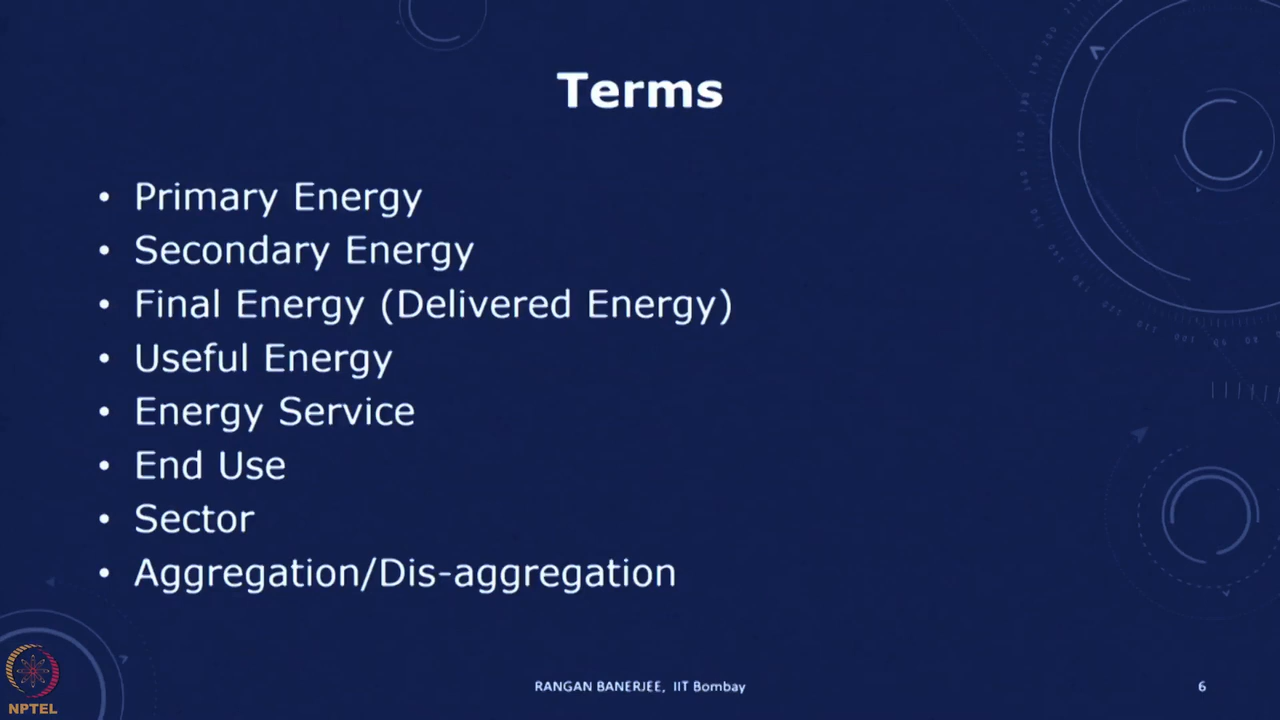 Terms
• Primary Energy
• Secondary Energy
• Final Energy (Delivered Energy)
• Useful Energy
• Energy Service
• End Use
• Sector
• Aggregation/Dis-aggregation
NPTEL
RANGAN BANERJEE, IIT Bombay
6